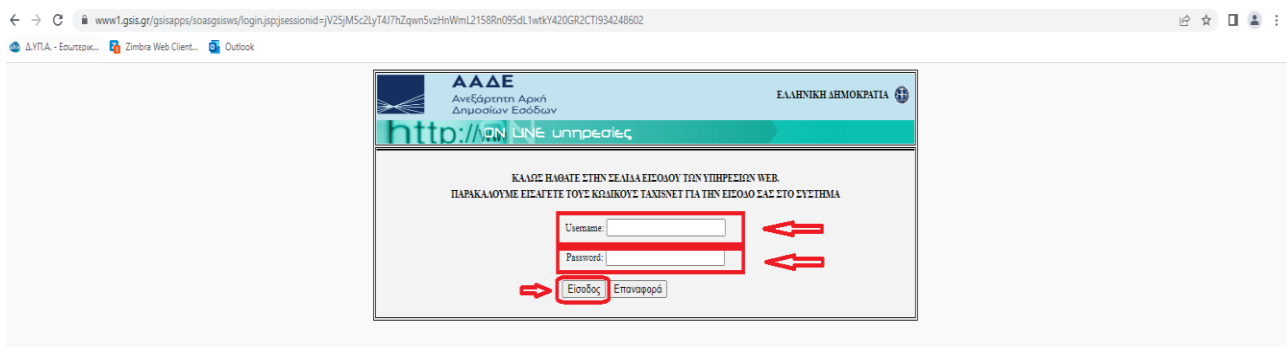 www1.gsis.gr/gsisapps/soasgsisws/login.jsp;jsessionid=jV25jM5c2LyT4J7hZqwn5vzHnWmL2158Rn095dL1wtkY420GR2CTl934248602
Δ.ΥΠ.Α. - Εσωτερικ... Zimbra Web Client... Outlook
ΑΑΔΕ
Ανεξάρτητη Αρχή
Δημοσίων Εσόδων
ΕΛΛΗΝΙΚΗ ΔΗΜΟΚΡΑΤΙΑ
http:// ON LINE υπηρεσίες
ΚΑΛΩΣ ΗΛΘΑΤΕ ΣΤΗΝ ΣΕΛΙΔΑ ΕΙΣΟΔΟΥ ΤΩΝ ΥΠΗΡΕΣΙΩΝ WEB.
ΠΑΡΑΚΑΛΟΥΜΕ ΕΙΣΑΓΕΤΕ ΤΟΥΣ ΚΩΔΙΚΟΥΣ TAXISNET ΓΙΑ ΤΗΝ ΕΙΣΟΔΟ ΣΑΣ ΣΤΟ ΣΥΣΤΗΜΑ
Username:
Password:
Είσοδος Επαναφορά